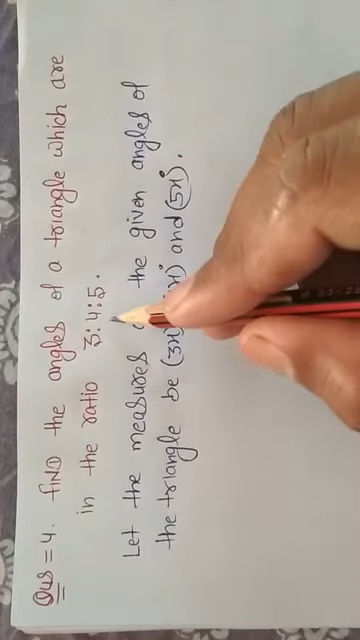 Qus = 4. FIND the angles of a triangle which are
in the ratio 3:4:5.
Let the measures the given angles of
the triangle be (3x)° and (5x)°.